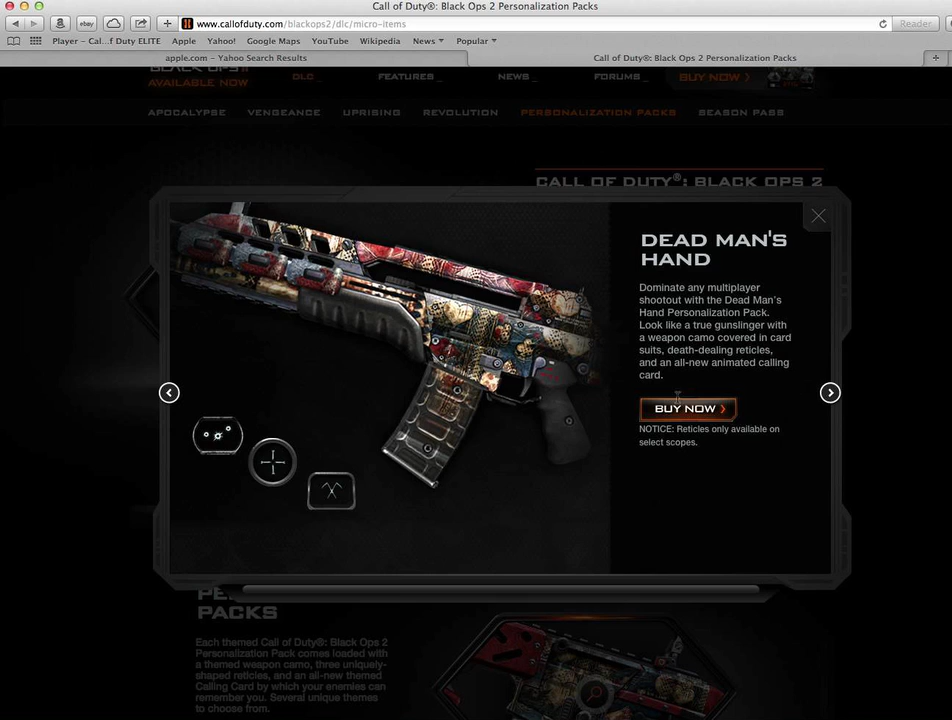 Call of Duty®: Black Ops 2 Personalization Packs
ebay
www.callofduty.com/blackops2/dlc/micro-items
Reader
Player – Cal...f Duty ELITE Apple Yahoo! Google Maps YouTube Wikipedia News Popular
apple.com - Yahoo Search Results
Call of Duty®: Black Ops 2 Personalization Packs
BLACK OPS II
AVAILABLE NOW
DLC
FEATURES
NEWS
FORUMS
BUY NOW
APOCALYPSE VENGEANCE UPRISING REVOLUTION PERSONALIZATION PACKS SEASON PASS
CALL OF DUTY®: BLACK OPS 2
DEAD MAN'S
HAND
Dominate any multiplayer
shootout with the Dead Man's
Hand Personalization Pack.
Look like a true gunslinger with
a weapon camo covered in card
suits, death-dealing reticles,
and an all-new animated calling
card.
BUY NOW
NOTICE: Reticles only available on
select scopes.
PACKS
Each themed Call of Duty®: Black Ops 2
Personalization Pack comes loaded with
a themed weapon camo, three uniquely-
shaped reticles, and an all-new themed
Calling Card by which your enemies can
remember you. Several unique themes
to choose from.